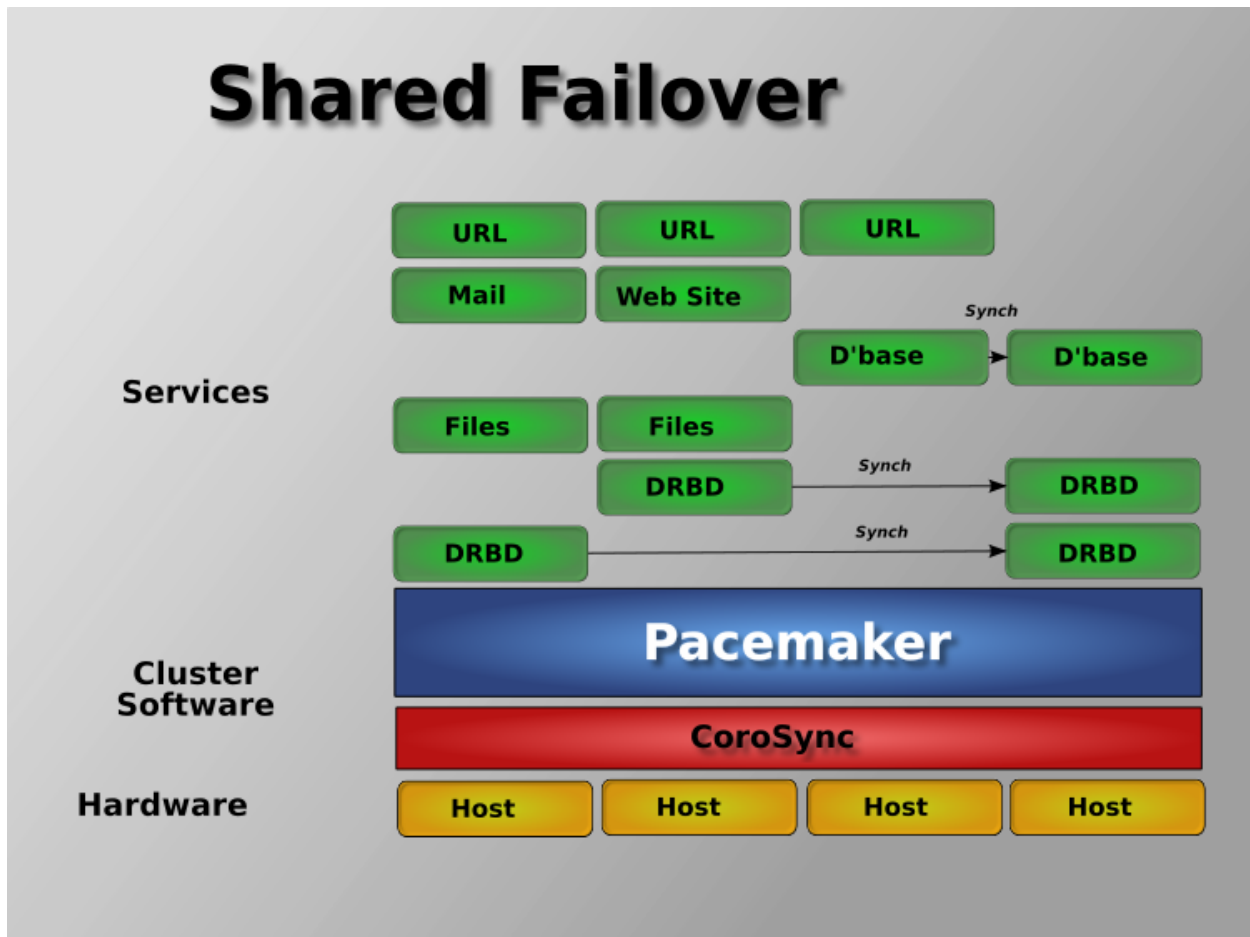 Shared Failover
URL
URL
URL
Mail
Web Site
Synch
D'base
D'base
Services
Files
Files
Synch
DRBD
DRBD
Synch
DRBD
DRBD
Pacemaker
Cluster
Software
CoroSync
Hardware
Host
Host
Host
Host